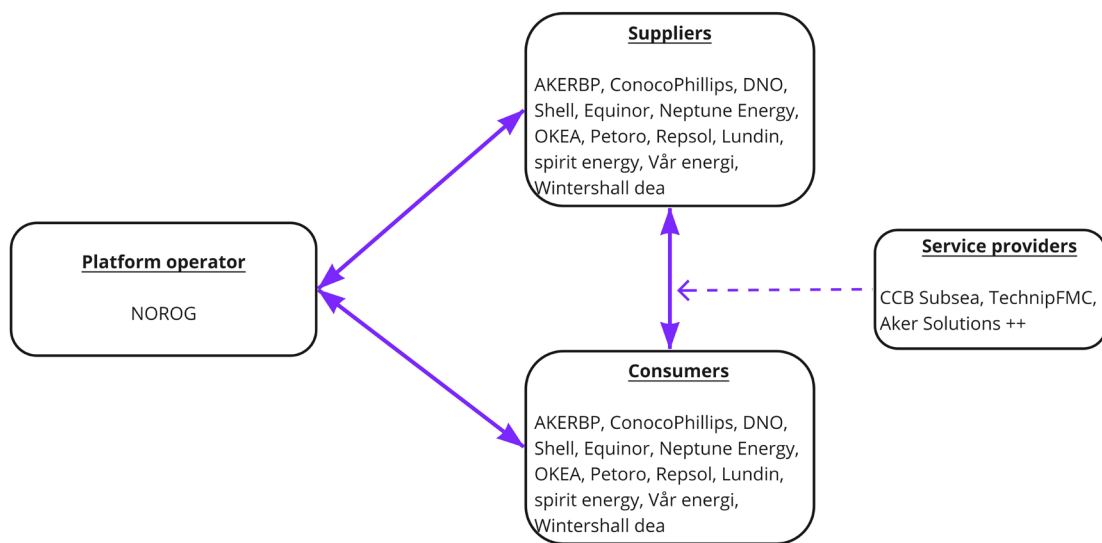 Suppliers
AKERBP, ConocoPhillips, DNO,
Shell, Equinor, Neptune Energy,
OKEA, Petoro, Repsol, Lundin,
spirit energy, Vår energi,
Wintershall dea
Platform operator
NOROG
Service providers
CCB Subsea, TechnipFMC,
Aker Solutions ++
Consumers
AKERBP, ConocoPhillips, DNO,
Shell, Equinor, Neptune Energy,
OKEA, Petoro, Repsol, Lundin,
spirit energy, Vår energi,
Wintershall dea